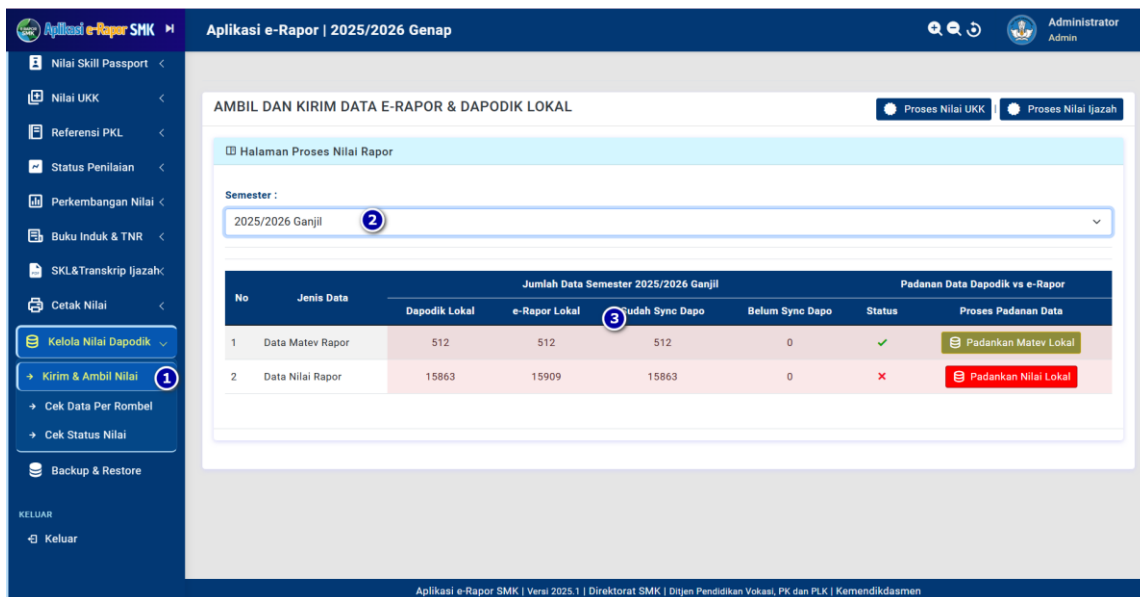 Aplikasi e-Rapor SMK
Aplikasi e-Rapor | 2025/2026 Genap
Administrator
Admin
Nilai Skill Passport
Nilai UKK
Referensi PKL
Status Penilaian
Perkembangan Nilai
Buku Induk & TNR
SKL&Transkrip Ijazah
Cetak Nilai
Kelola Nilai Dapodik
Kirim & Ambil Nilai 1
Cek Data Per Rombel
Cek Status Nilai
Backup & Restore
KELUAR
Keluar
AMBIL DAN KIRIM DATA E-RAPOR & DAPODIK LOKAL
Proses Nilai UKK | Proses Nilai Ijazah
Halaman Proses Nilai Rapor
Semester :
2025/2026 Ganjil 2
No Jenis Data Jumlah Data Semester 2025/2026 Ganjil Padanan Data Dapodik vs e-Rapor
Dapodik Lokal e-Rapor Lokal 3 Sudah Sync Dapo Belum Sync Dapo Status Proses Padanan Data
1 Data Matev Rapor 512 512 512 0 Padankan Matev Lokal
2 Data Nilai Rapor 15863 15909 15863 0 Padankan Nilai Lokal
Aplikasi e-Rapor SMK | Versi 2025.1 | Direktorat SMK | Ditjen Pendidikan Vokasi, PK dan PLK | Kemendikdasmen